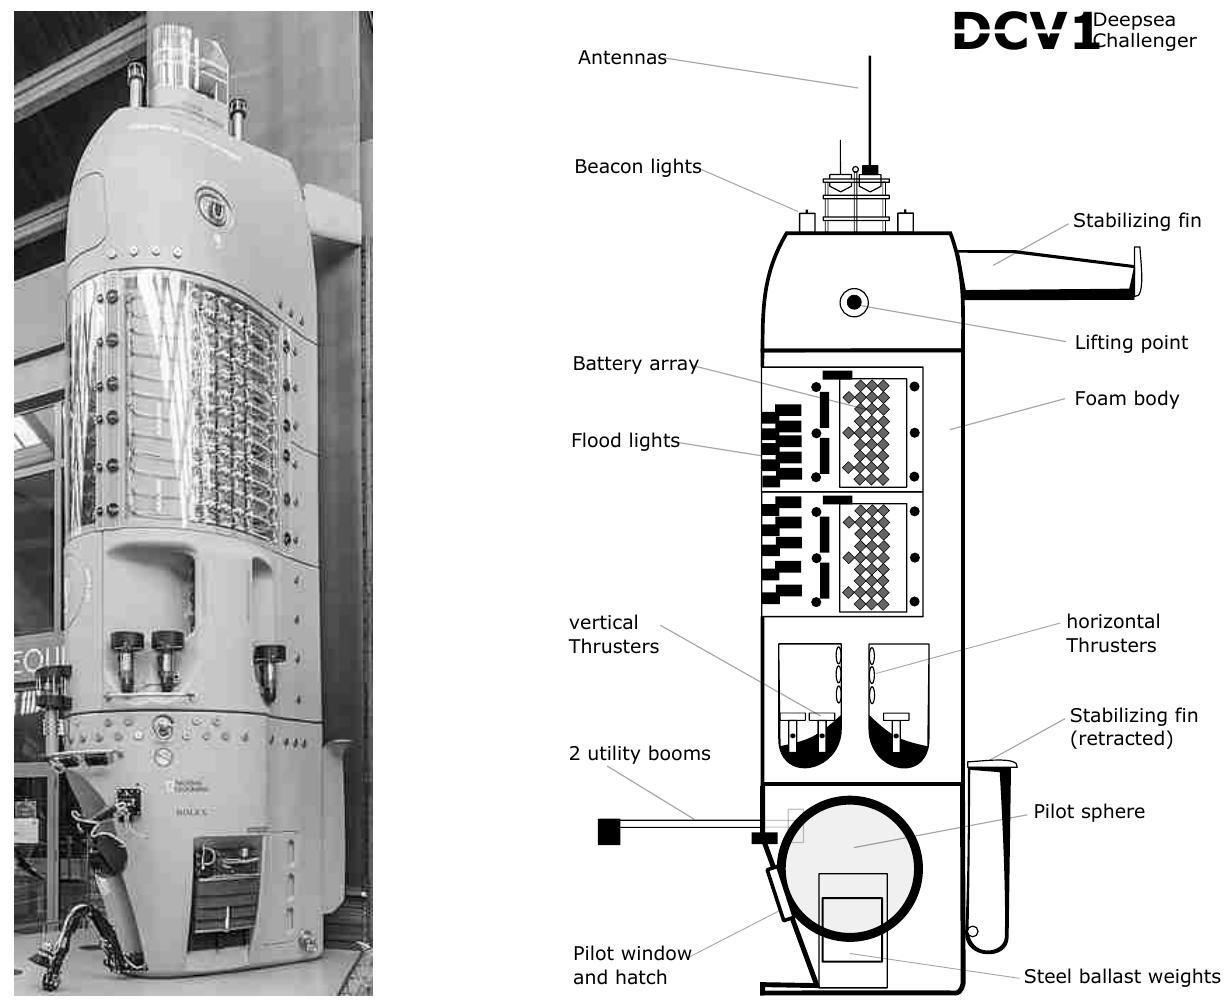 DCV1
Deepsea
Challenger
Antennas
Beacon lights
Stabilizing fin
Lifting point
Battery array
Foam body
Flood lights
vertical
Thrusters
horizontal
Thrusters
Stabilizing fin
(retracted)
2 utility booms
Pilot sphere
Pilot window
and hatch
Steel ballast weights
ROLEX